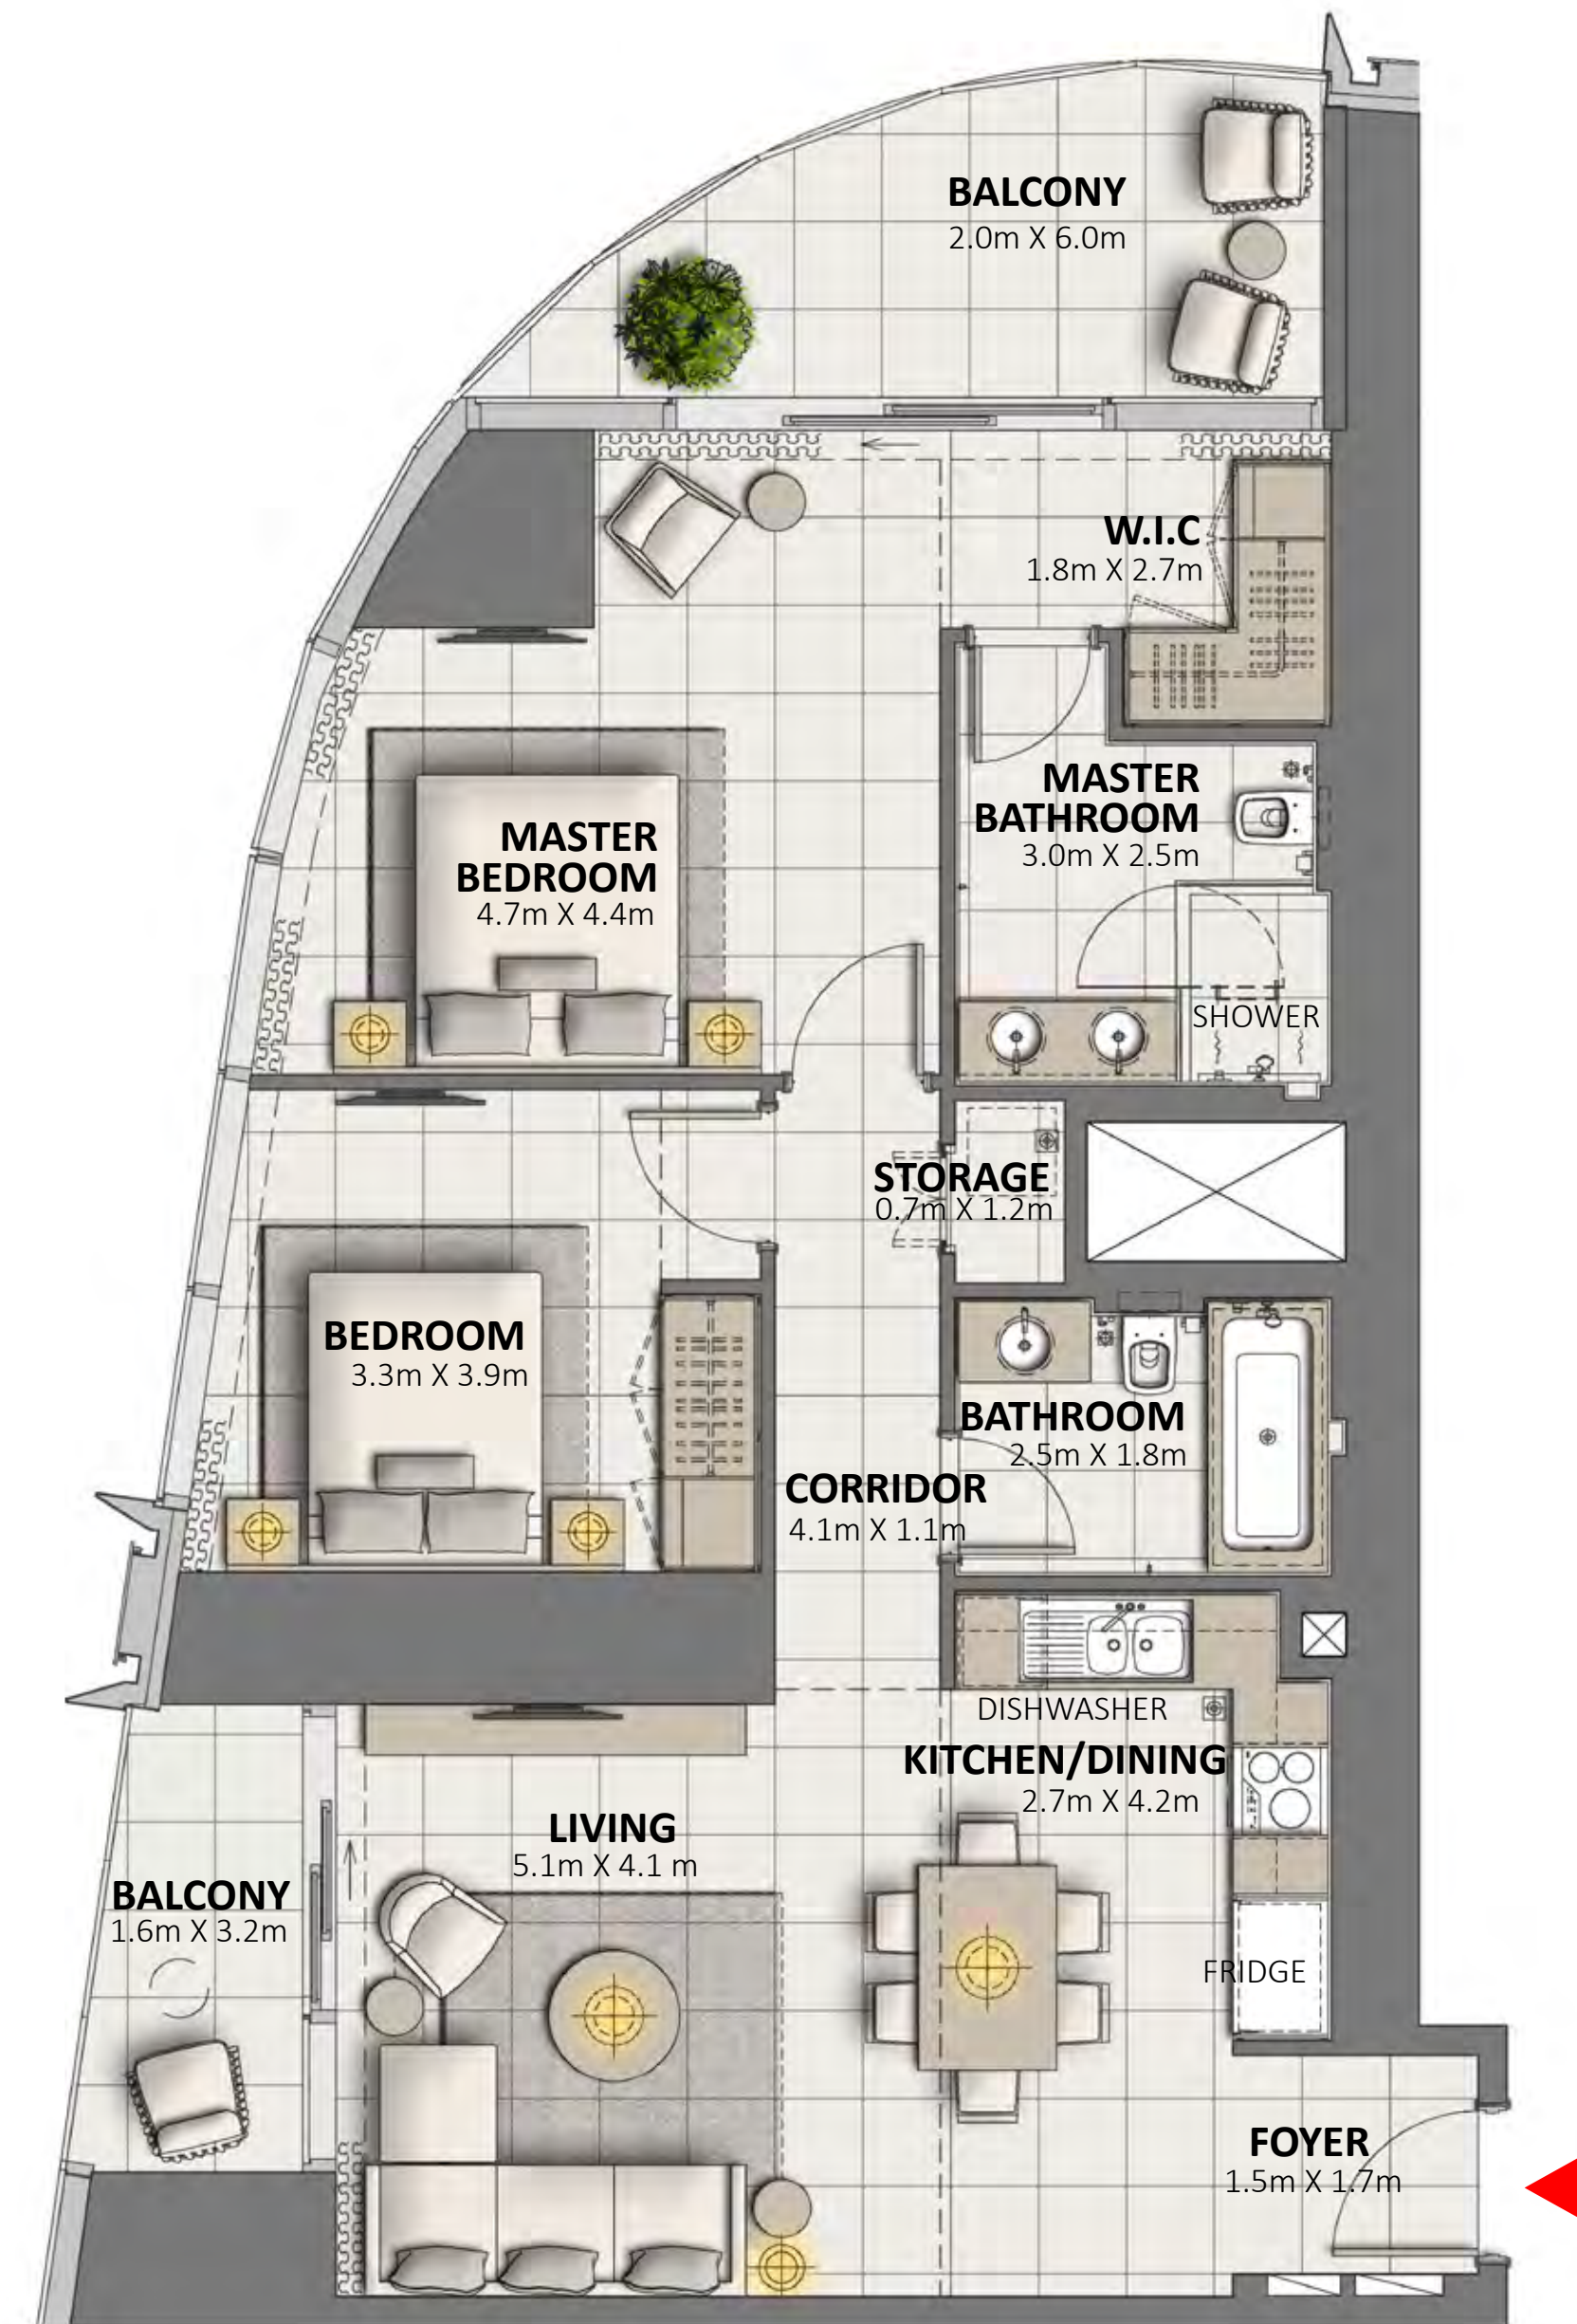 BALCONY
2.0m X 6.0m
W.I.C
1.8m X 2.7m
MASTER
BATHROOM
3.0m X 2.5m
MASTER
BEDROOM
4.7m X 4.4m
SHOWER
STORAGE
0.7m X 1.2m
BEDROOM
3.3m X 3.9m
BATHROOM
2.5m X 1.8m
CORRIDOR
4.1m X 1.1m
DISHWASHER
KITCHEN/DINING
2.7m X 4.2m
LIVING
5.1m X 4.1 m
BALCONY
1.6m X 3.2m
FRIDGE
FOYER
1.5m X 1.7m